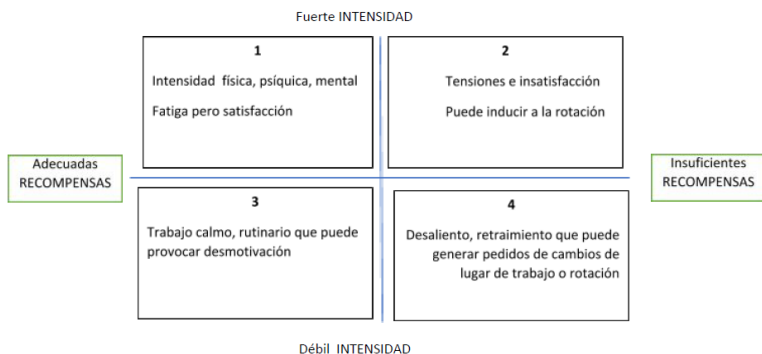 Fuerte INTENSIDAD
1
Intensidad física, psíquica, mental
Fatiga pero satisfacción
2
Tensiones e insatisfacción
Puede inducir a la rotación
Adecuadas
RECOMPENSAS
Insuficientes
RECOMPENSAS
3
Trabajo calmo, rutinario que puede
provocar desmotivación
4
Desaliento, retraimiento que puede
generar pedidos de cambios de
lugar de trabajo o rotación
Débil INTENSIDAD